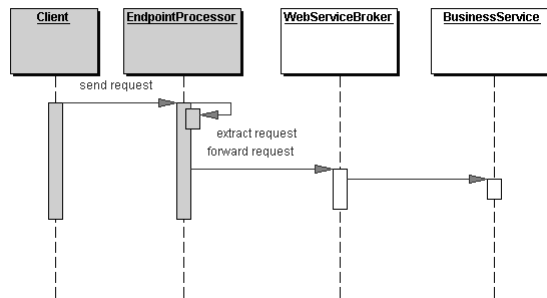 Client
EndpointProcessor
WebServiceBroker
BusinessService
send request
extract request
forward request